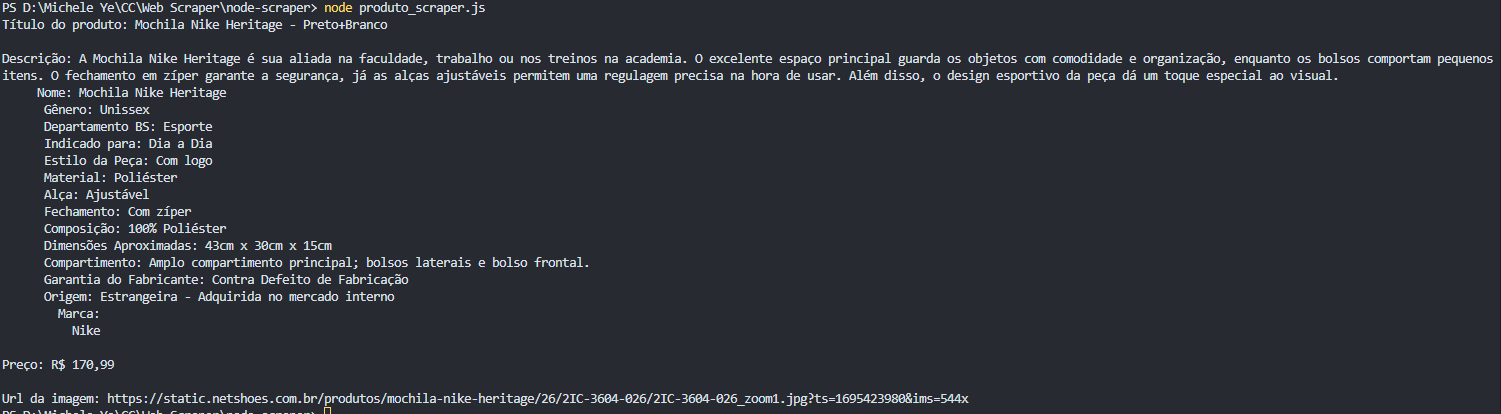 PS D:\Michele Ye\CC\Web Scraper\node-scraper> node produto_scraper.js
Título do produto: Mochila Nike Heritage - Preto+Branco
Descrição: A Mochila Nike Heritage é sua aliada na faculdade, trabalho ou nos treinos na academia. O excelente espaço principal guarda os objetos com comodidade e organização, enquanto os bolsos comportam pequenos
itens. O fechamento em zíper garante a segurança, já as alças ajustáveis permitem uma regulagem precisa na hora de usar. Além disso, o design esportivo da peça dá um toque especial ao visual.
Nome: Mochila Nike Heritage
Gênero: Unissex
Departamento BS: Esporte
Indicado para: Dia a Dia
Estilo da Peça: Com logo
Material: Poliéster
Alça: Ajustável
Fechamento: Com zíper
Composição: 100% Poliéster
Dimensões Aproximadas: 43cm x 30cm x 15cm
Compartimento: Amplo compartimento principal; bolsos laterais e bolso frontal.
Garantia do Fabricante: Contra Defeito de Fabricação
Origem: Estrangeira - Adquirida no mercado interno
Marca:
Nike
Preço: R$ 170,99
Url da imagem: https://static.netshoes.com.br/produtos/mochila-nike-heritage/26/2IC-3604-026/2IC-3604-026_zoom1.jpg?ts=1695423980&ims=544x
PS D:\Michele Ye\CC\Web Scraper\node-scraper>